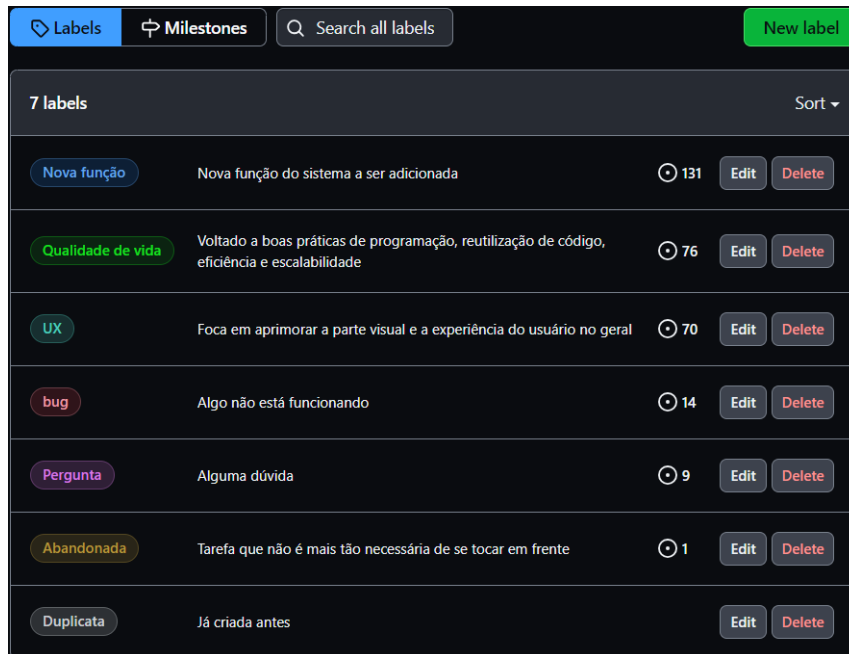 Labels Milestones Search all labels New label
7 labels Sort
Nova função Nova função do sistema a ser adicionada 131 Edit Delete
Qualidade de vida Voltado a boas práticas de programação, reutilização de código,
eficiência e escalabilidade 76 Edit Delete
UX Foca em aprimorar a parte visual e a experiência do usuário no geral 70 Edit Delete
bug Algo não está funcionando 14 Edit Delete
Pergunta Alguma dúvida 9 Edit Delete
Abandonada Tarefa que não é mais tão necessária de se tocar em frente 1 Edit Delete
Duplicata Já criada antes Edit Delete